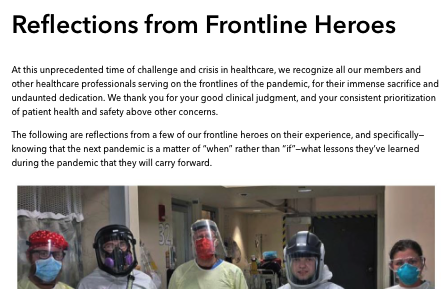 Reflections from Frontline Heroes
At this unprecedented time of challenge and crisis in healthcare, we recognize all our members and
other healthcare professionals serving on the frontlines of the pandemic, for their immense sacrifice and
undaunted dedication. We thank you for your good clinical judgment, and your consistent prioritization
of patient health and safety above other concerns.
The following are reflections from a few of our frontline heroes on their experience, and specifically—
knowing that the next pandemic is a matter of “when” rather than “if”—what lessons they’ve learned
during the pandemic that they will carry forward.